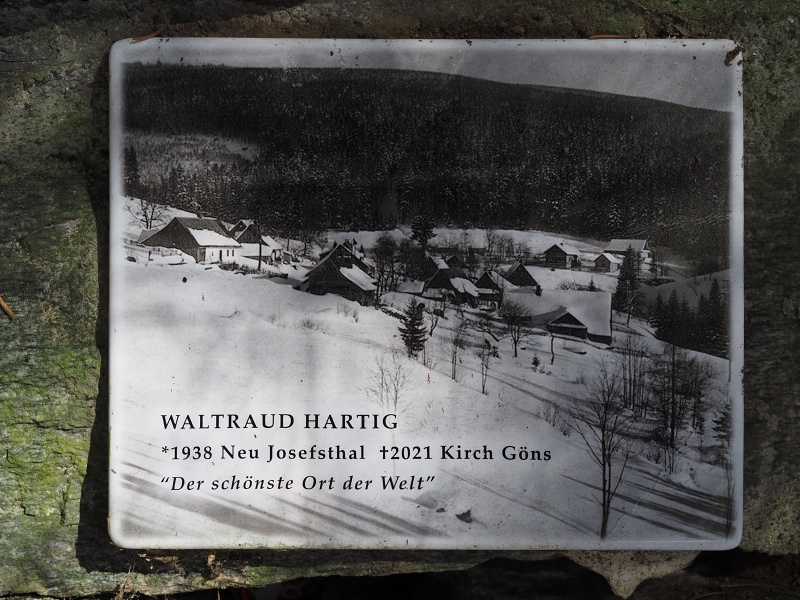 WALTRAUD HARTIG
*1938 Neu Josefsthal †2021 Kirch Göns
“Der schönste Ort der Welt”